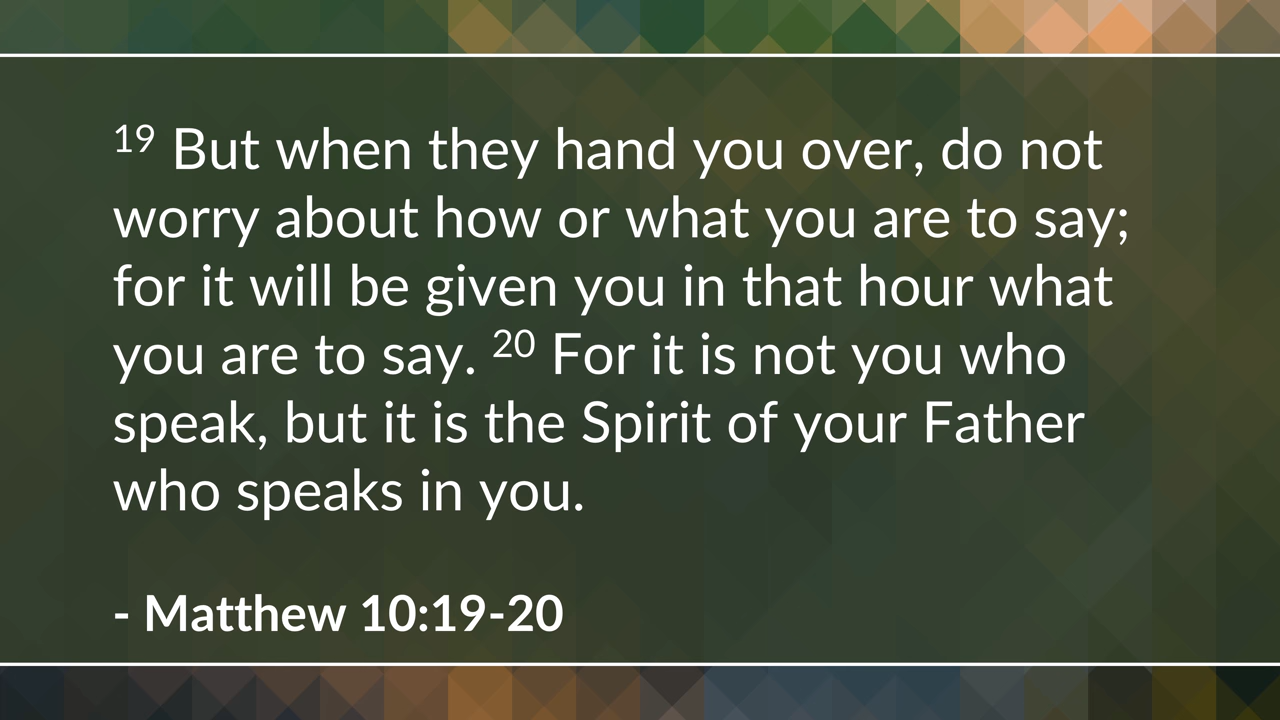 19 But when they hand you over, do not
worry about how or what you are to say;
for it will be given you in that hour what
you are to say. 20 For it is not you who
speak, but it is the Spirit of your Father
who speaks in you.
- Matthew 10:19-20